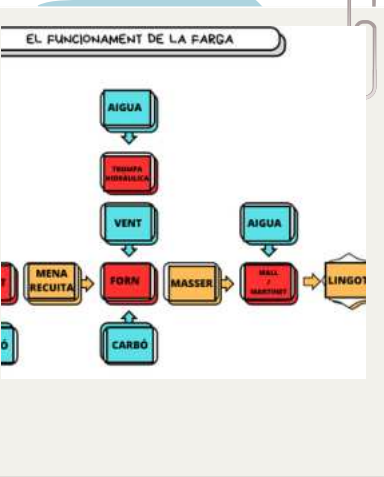 EL FUNCIONAMENT DE LA FARGA
AIGUA
TROMPA
HIDRÀULICA
VENT
AIGUA
T
MENA
RECUITA
FORN
MASSER
MALL
/
MARTINET
LINGOT
Ó
CARBÓ